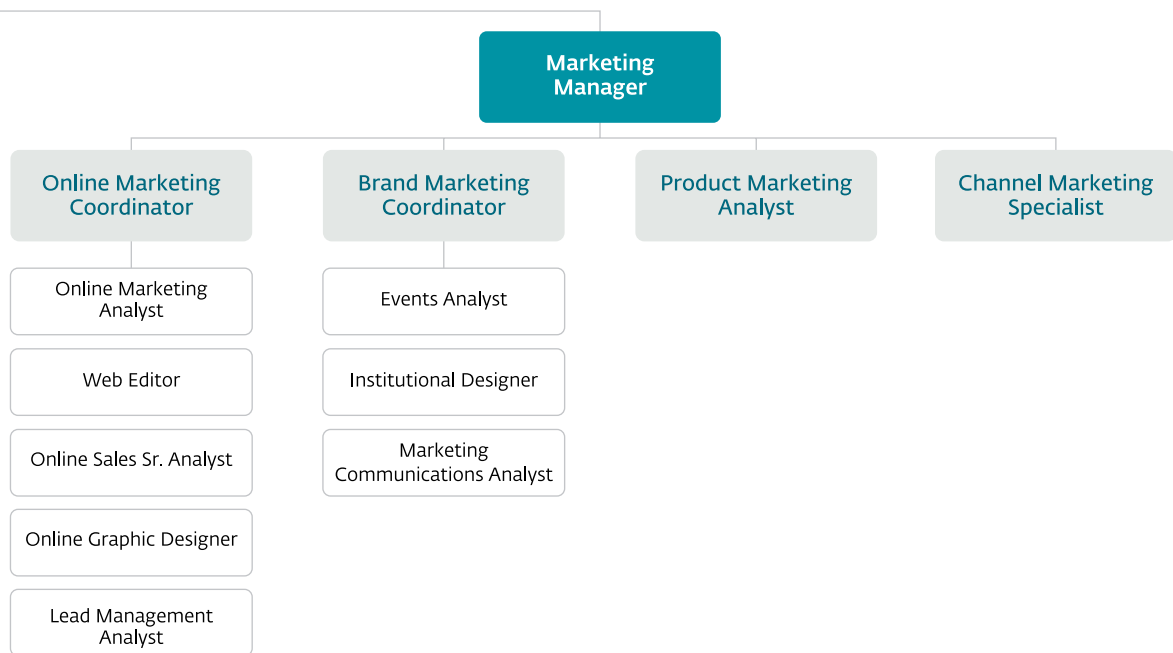 Marketing
Manager
Online Marketing
Coordinator
Brand Marketing
Coordinator
Product Marketing
Analyst
Channel Marketing
Specialist
Online Marketing
Analyst
Web Editor
Online Sales Sr. Analyst
Online Graphic Designer
Lead Management
Analyst
Events Analyst
Institutional Designer
Marketing
Communications Analyst